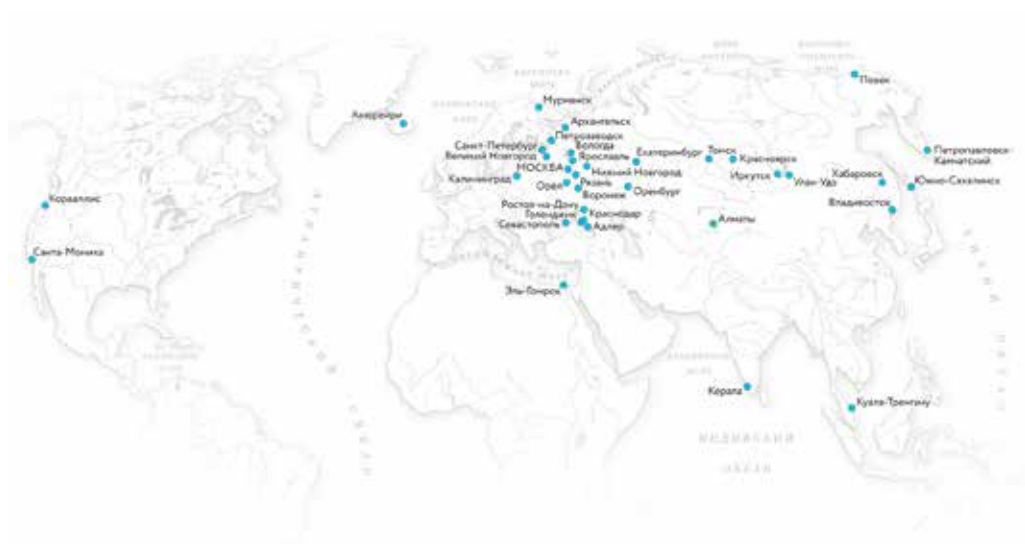 Певек
Мурманск
Акюрейри
Архангельск
Петрозаводск
Санкт-Петербург
Вологда
Великий Новгород
Ярославль
Екатеринбург
Томск
Красноярск
Петропавловск-
Камчатский
МОСКВА
Нижний Новгород
Калининград
Рязань
Иркутск
Улан-Удэ
Хабаровск
Южно-Сахалинск
Орёл
Воронеж
Оренбург
Корваллис
Ростов-на-Дону
Владивосток
Геленджик
Краснодар
Севастополь
Адлер
Алматы
Санта-Моника
Эль-Гоирск
Керала
Куала-Тренгану
ИНДИЙСКИЙ
ОКЕАН